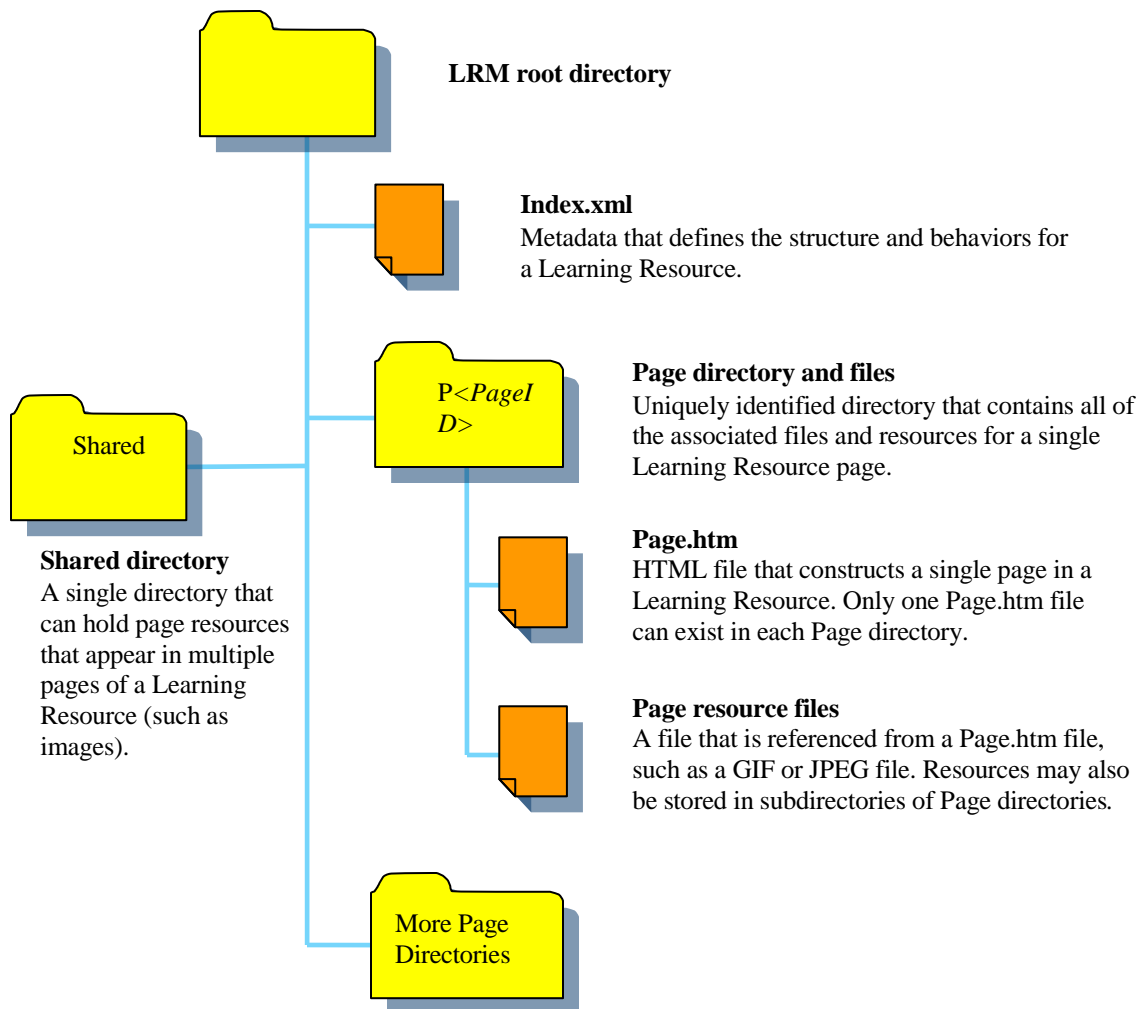 LRM root directory
Index.xml
Metadata that defines the structure and behaviors for
a Learning Resource.
P<PageI
D>
Page directory and files
Uniquely identified directory that contains all of
the associated files and resources for a single
Learning Resource page.
Shared
Shared directory
A single directory that
can hold page resources
that appear in multiple
pages of a Learning
Resource (such as
images).
Page.htm
HTML file that constructs a single page in a
Learning Resource. Only one Page.htm file
can exist in each Page directory.
Page resource files
A file that is referenced from a Page.htm file,
such as a GIF or JPEG file. Resources may also
be stored in subdirectories of Page directories.
More Page
Directories